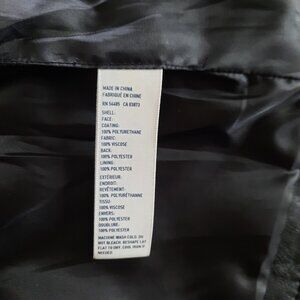 MADE IN CHINA
FABRIQUÉ EN CHINE
RN 54485 CA 03873
SHELL:
FACE:
COATING:
100% POLYURETHANE
FABRIC:
100% VISCOSE
BACK:
100% POLYESTER
LINING:
100% POLYESTER
EXTÉRIEUR:
ENDROIT:
REVÊTEMENT:
100% POLYURÉTHANNE
TISSU:
100% VISCOSE
ENVERS:
100% POLYESTER
DOUBLURE:
100% POLYESTER
MACHINE WASH COLD. DO
NOT BLEACH. RESHAPE LAY
FLAT TO DRY. COOL IRON IF
NEEDED.